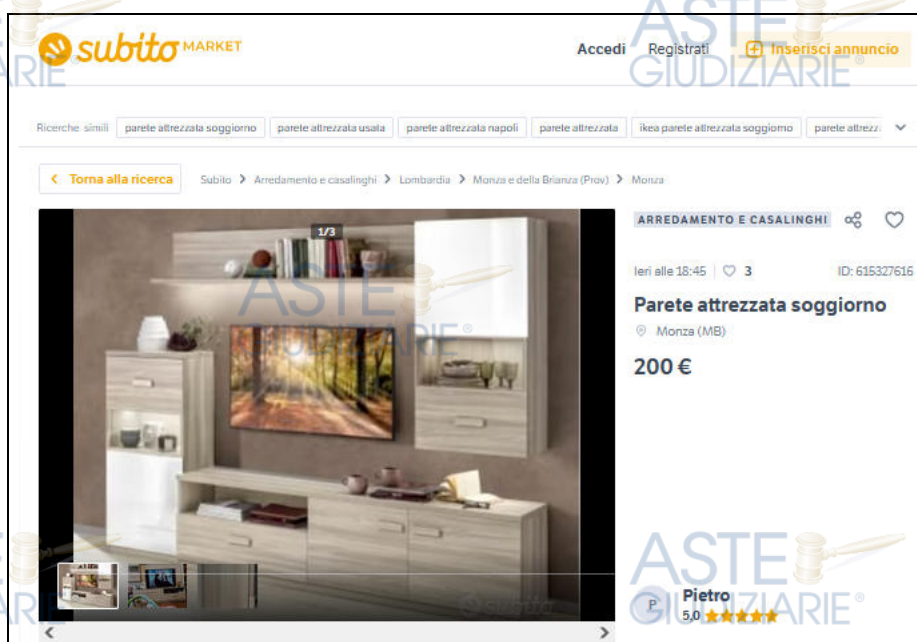 subito MARKET
Accedi Registrati Inserisci annuncio
Ricerche simili parete attrezzata soggiorno parete attrezzata usata parete attrezzata napoli parete attrezzata ikea parete attrezzata soggiorno parete attrezz
Torna alla ricerca Subito Arredamento e casalinghi Lombardia Monza e della Brianza (Prov) Monza
1/3
ARREDAMENTO E CASALINGHI
Ieri alle 18:45 3 ID: 615327616
Parete attrezzata soggiorno
Monza (MB)
200 €
subito
P Pietro
5,0
ASTE
GIUDIZIARIE®
ASTE
GIUDIZIARIE®
ASTE
GIUDIZIARIE®